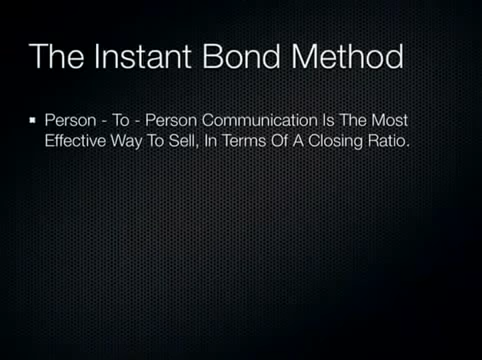 The Instant Bond Method
Person - To - Person Communication Is The Most
Effective Way To Sell, In Terms Of A Closing Ratio.